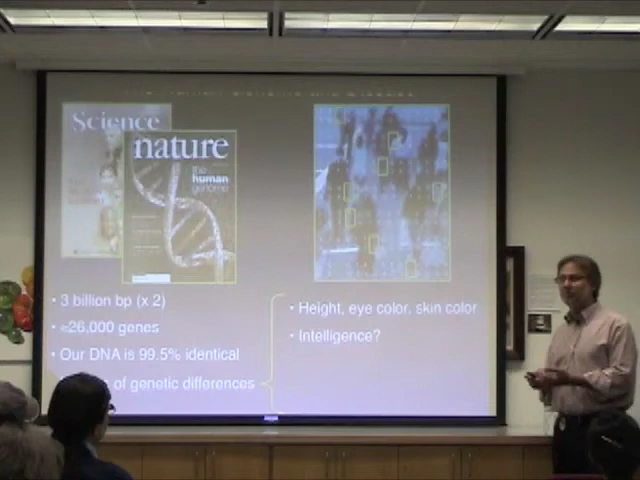 Science
nature
the
human
genome
• 3 billion bp (x 2)
• ≈26,000 genes
• Our DNA is 99.5% identical
of genetic differences
• Height, eye color, skin color
• Intelligence?